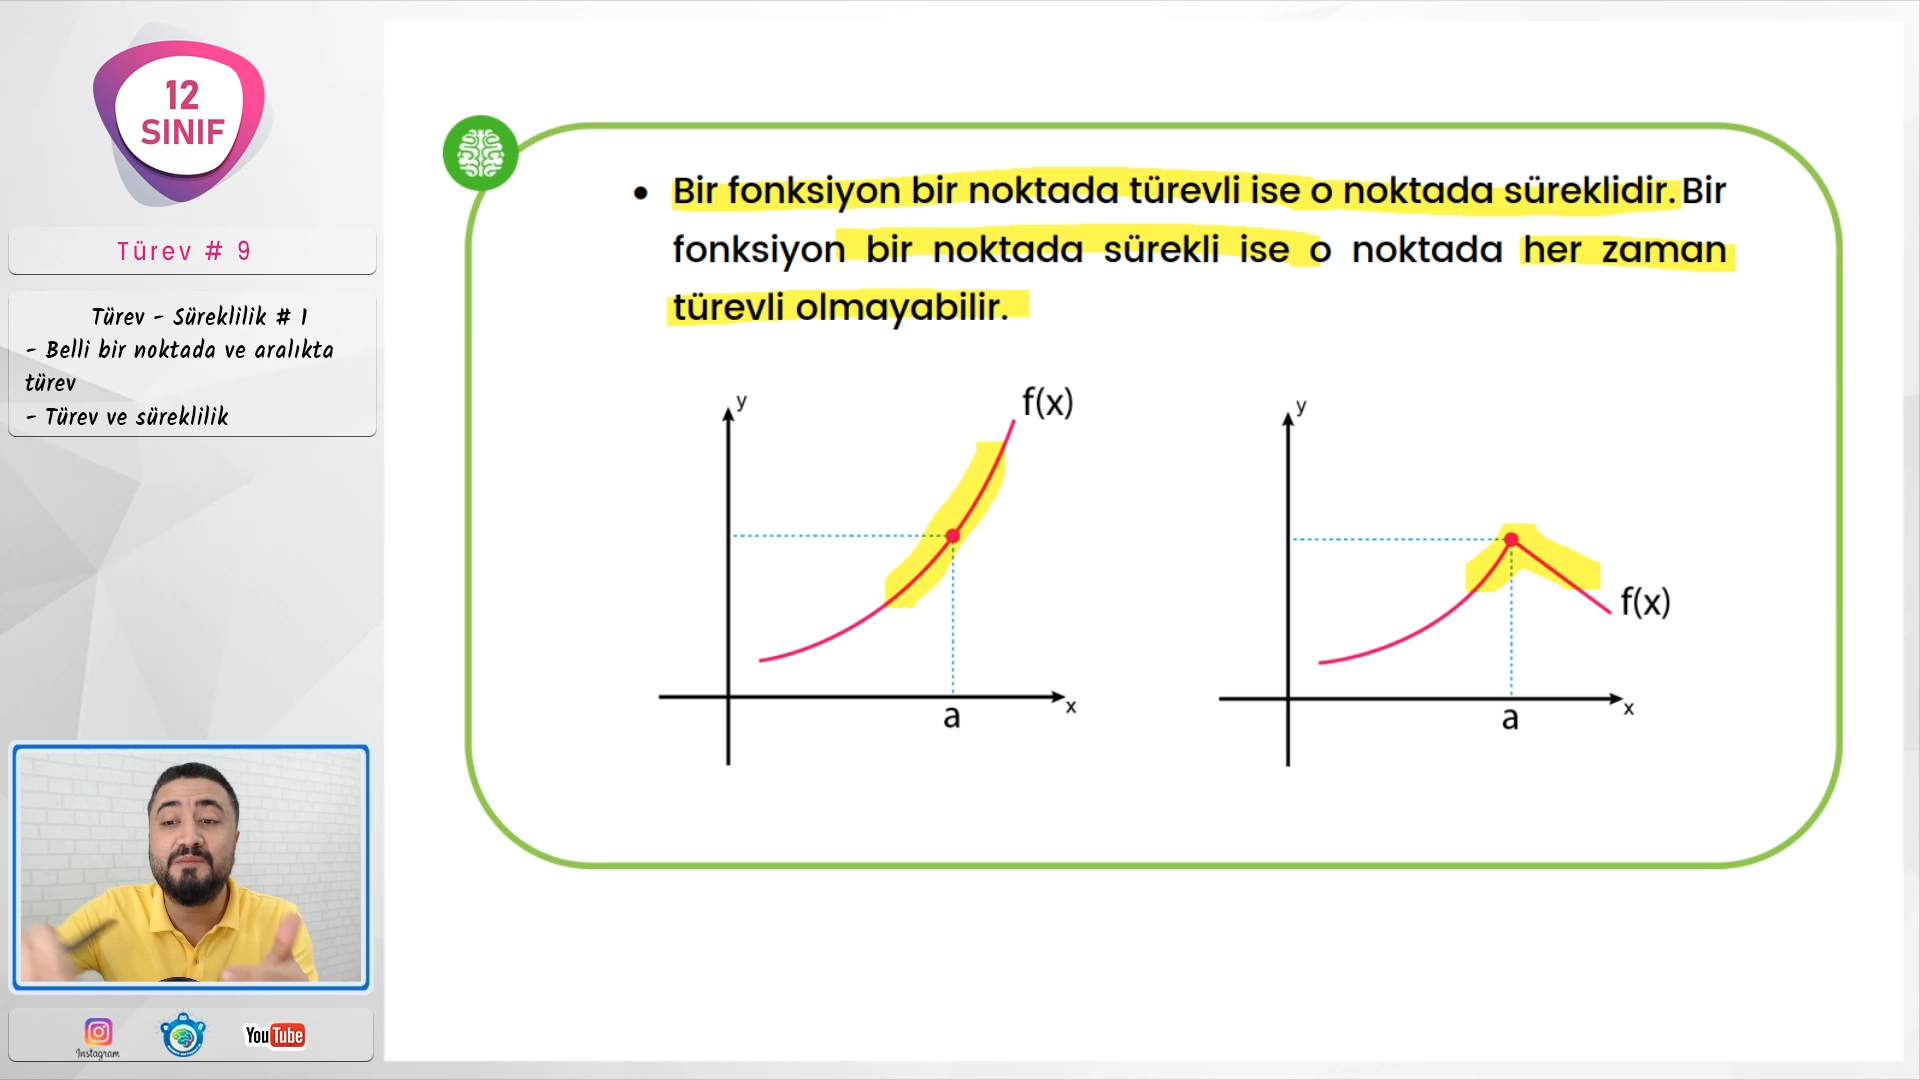 12
SINIF
Türev # 9
Türev - Süreklilik # 1
- Belli bir noktada ve aralıkta
türev
- Türev ve süreklilik
Instagram
YouTube
• Bir fonksiyon bir noktada türevli ise o noktada süreklidir. Bir
fonksiyon bir noktada sürekli ise o noktada her zaman
türevli olmayabilir.
y
f(x)
a
x
y
f(x)
a
x